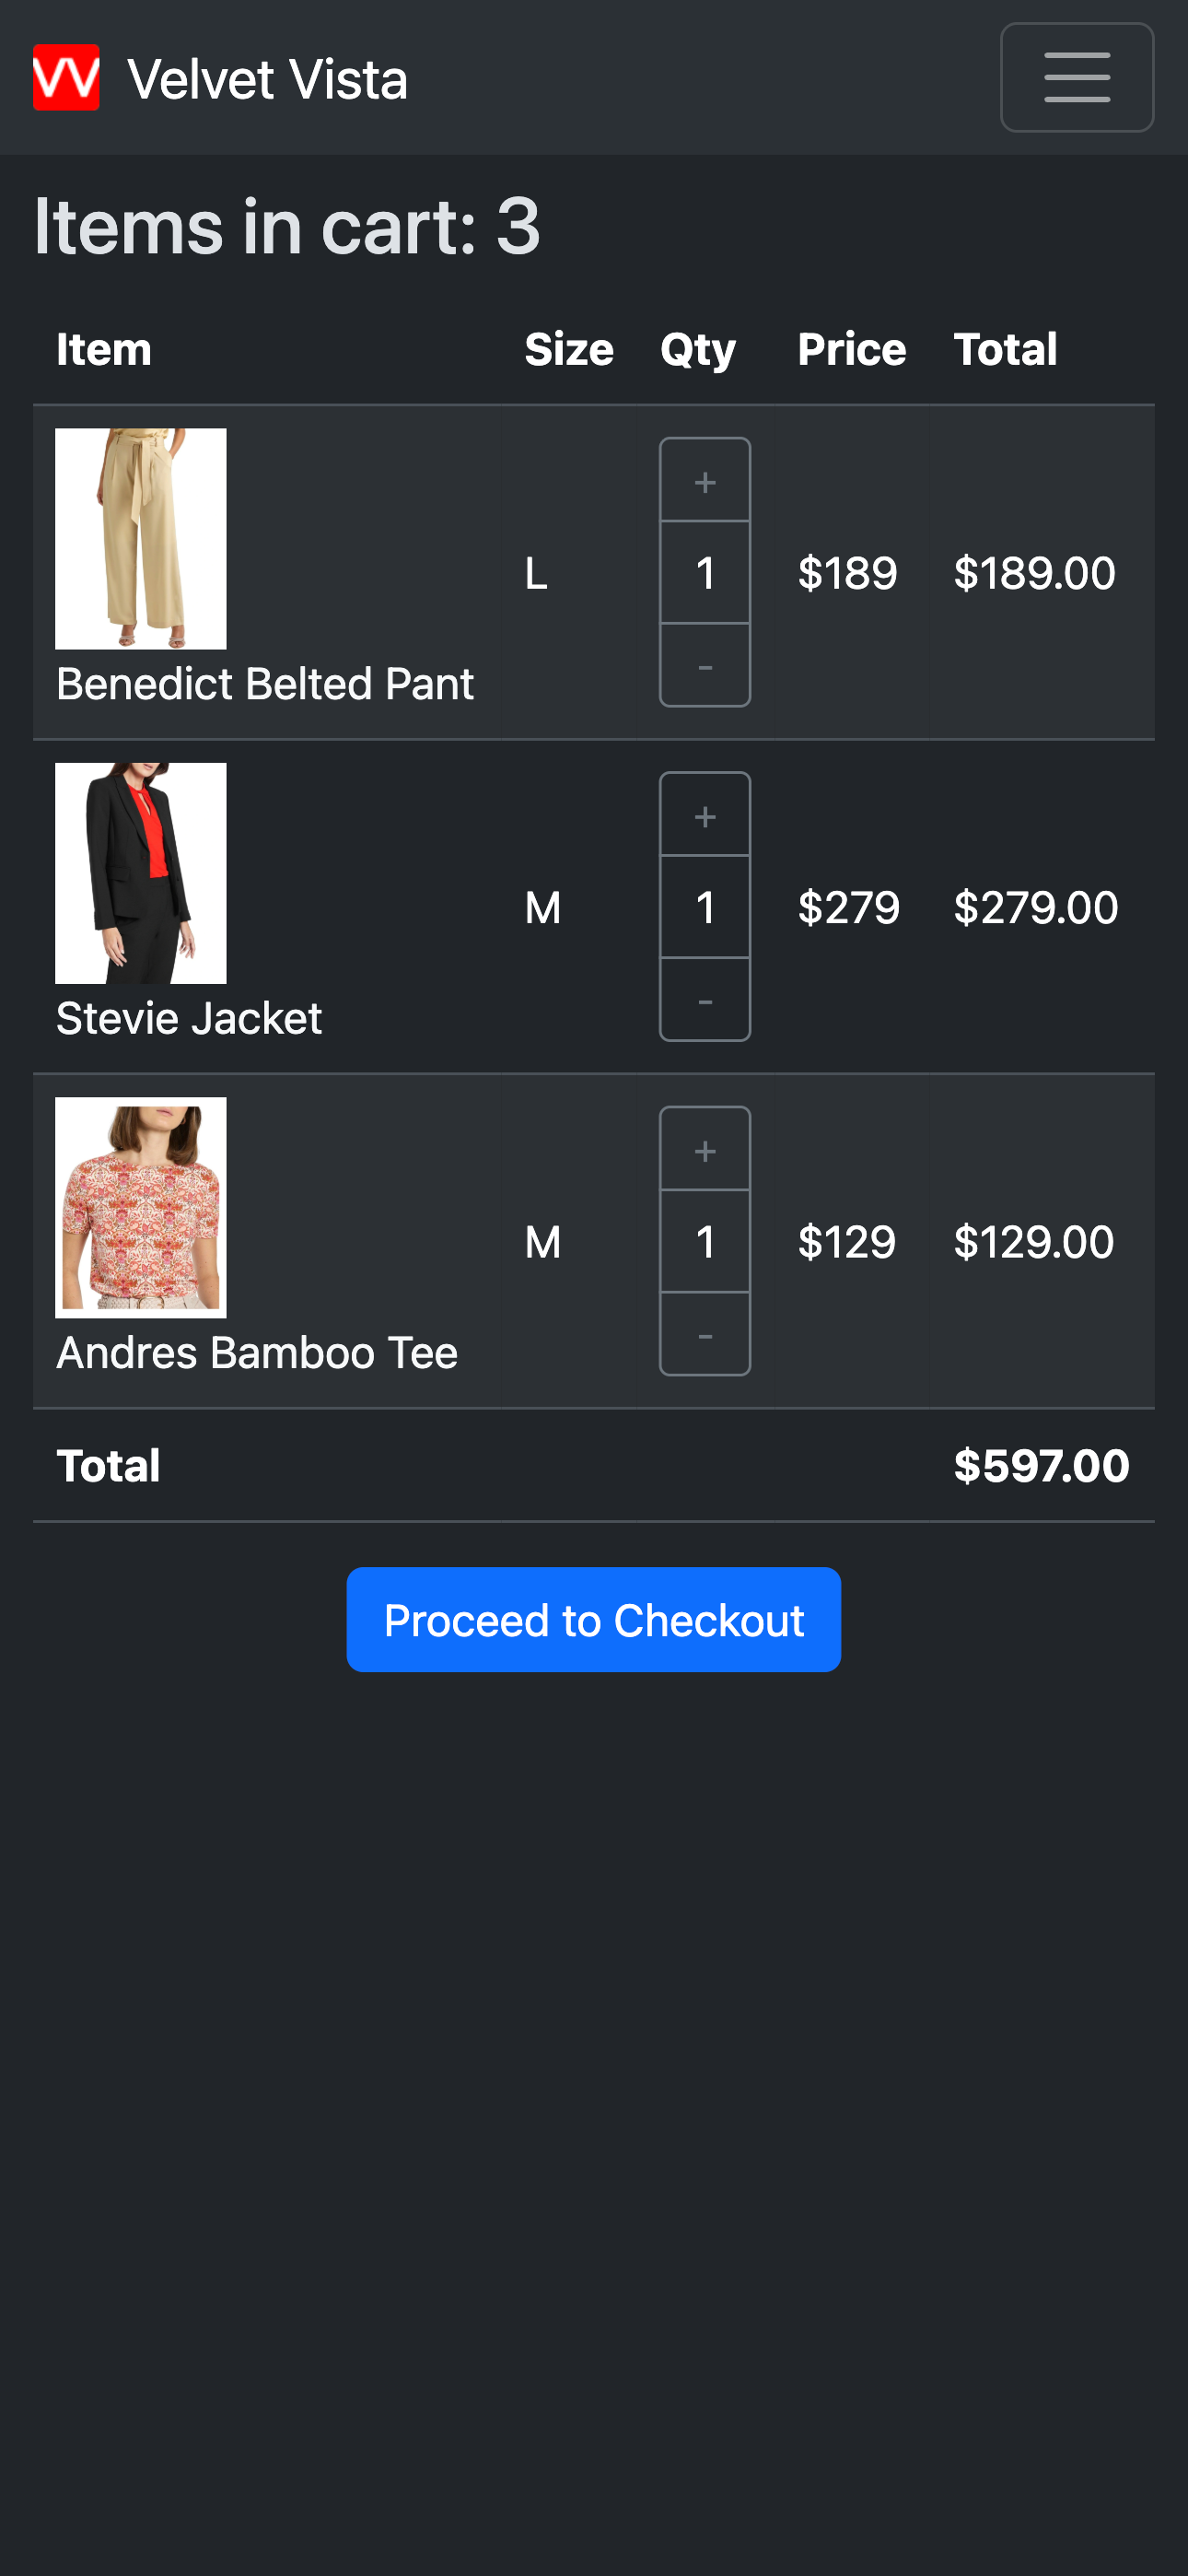 VV Velvet Vista
Items in cart: 3
Item Size Qty Price Total
+
L 1 $189 $189.00
-
Benedict Belted Pant
+
M 1 $279 $279.00
-
Stevie Jacket
+
M 1 $129 $129.00
-
Andres Bamboo Tee
Total $597.00
Proceed to Checkout